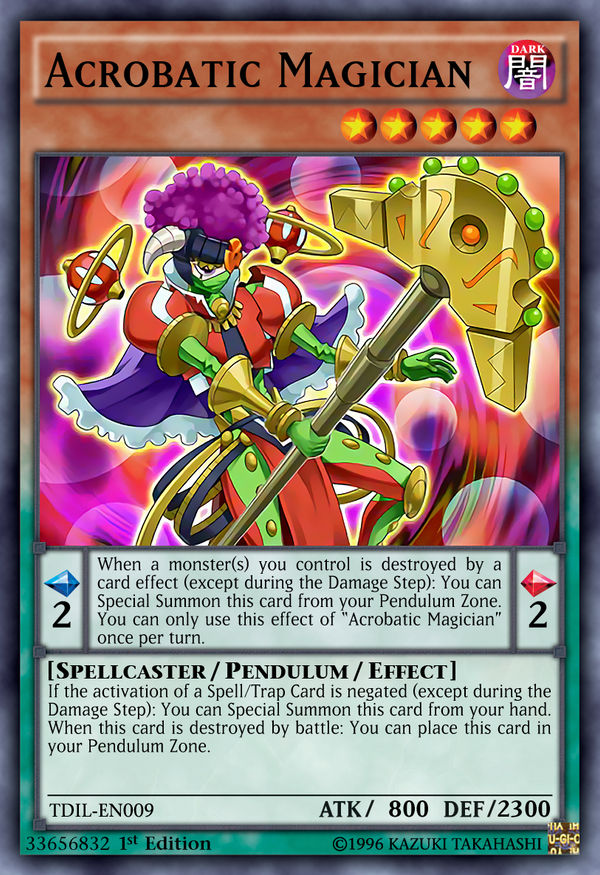 ACROBATIC MAGICIAN
DARK
闇
When a monster(s) you control is destroyed by a
card effect (except during the Damage Step): You can
Special Summon this card from your Pendulum Zone.
You can only use this effect of "Acrobatic Magician"
once per turn.
2
2
[SPELLCASTER / PENDULUM / EFFECT]
If the activation of a Spell/Trap Card is negated (except during the
Damage Step): You can Special Summon this card from your hand.
When this card is destroyed by battle: You can place this card in
your Pendulum Zone.
TDIL-EN009
ATK/ 800 DEF/2300
33656832 1st Edition
©1996 KAZUKI TAKAHASHI